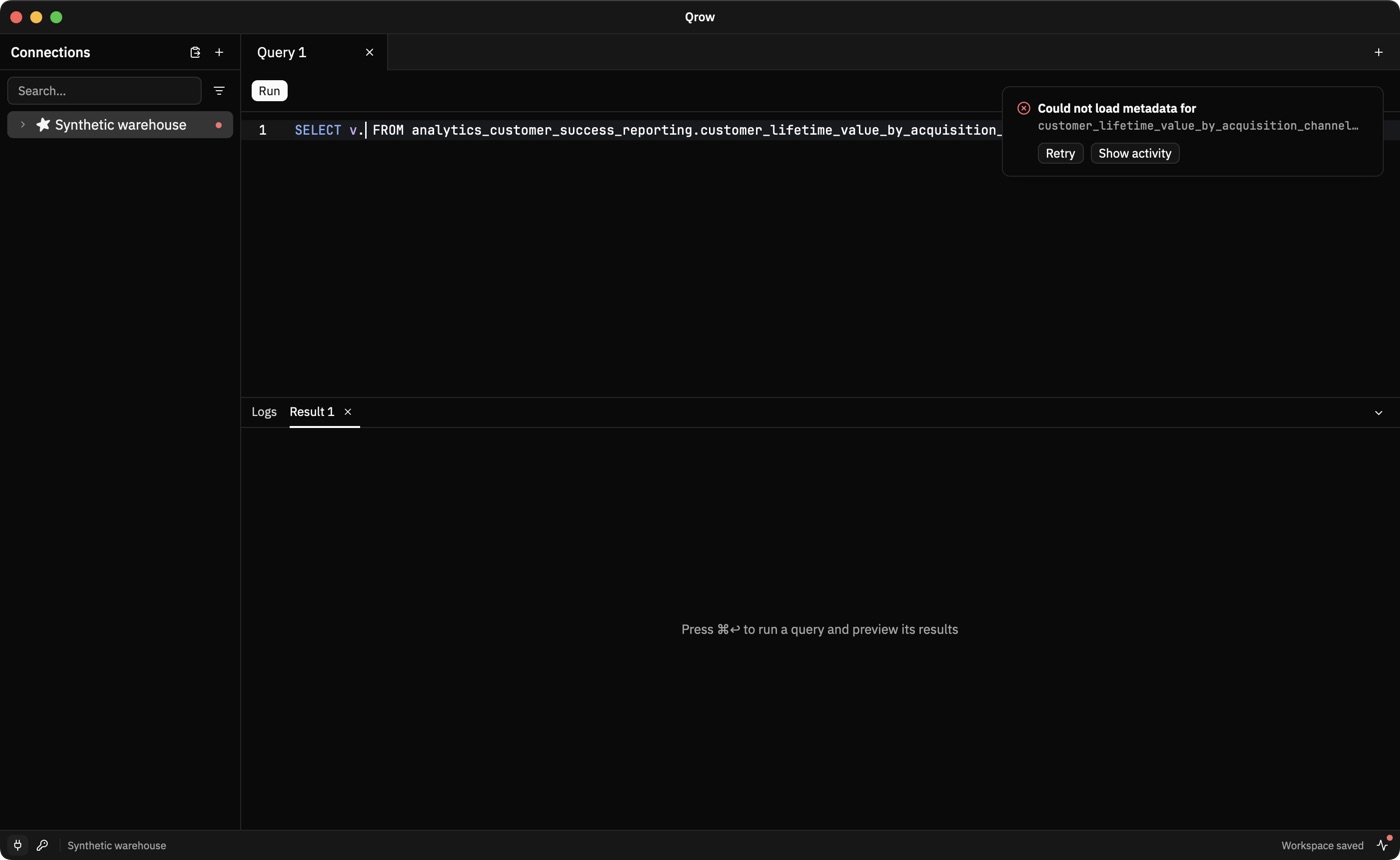 Qrow
Connections
Query 1
Search...
Run
Synthetic warehouse
1 SELECT v. FROM analytics_customer_success_reporting.customer_lifetime_value_by_acquisition_
Could not load metadata for
customer_lifetime_value_by_acquisition_channel…
Retry Show activity
Logs Result 1
Press ⌘↩ to run a query and preview its results
Synthetic warehouse
Workspace saved